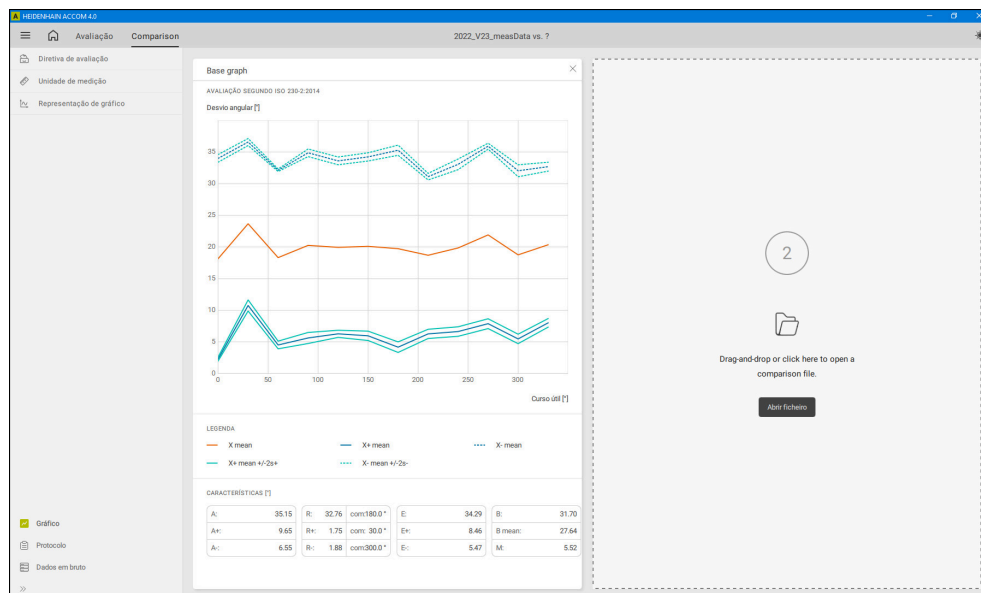 HEIDENHAIN ACCOM 4.0
Avaliação Comparison 2022_V23_measData vs. ?
Diretiva de avaliação
Unidade de medição
Representação de gráfico
Gráfico
Protocolo
Dados em bruto
Base graph
AVALIAÇÃO SEGUNDO ISO 230-2:2014
Desvio angular ["]
35
30
25
20
15
10
5
0
0 50 100 150 200 250 300
Curso útil [°]
LEGENDA
X mean X+ mean X- mean
X+ mean +/-2s+ X- mean +/-2s-
CARACTERÍSTICAS ["]
A: 35.15 R: 32.76 com:180.0 ° E: 34.29 B: 31.70
A+: 9.65 R+: 1.75 com: 30.0 ° E+: 8.46 B mean: 27.64
A-: 6.55 R-: 1.88 com:300.0 ° E-: 5.47 M: 5.52
2
Drag-and-drop or click here to open a
comparison file.
Abrir ficheiro